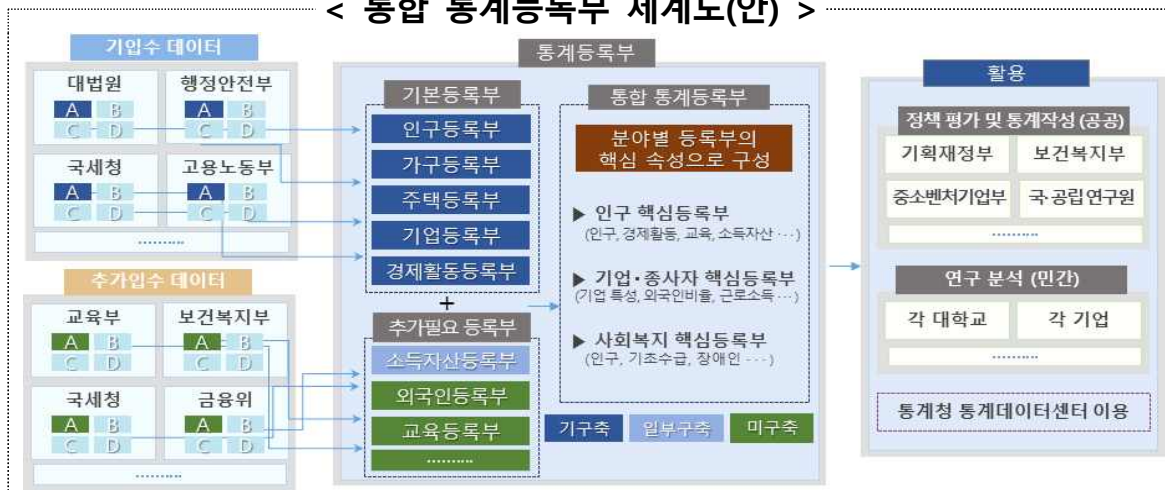 < 통합 통계등록부 체계도(안) >
기입수 데이터
대법원
A B
C D
행정안전부
A B
C D
국세청
A B
C D
고용노동부
A B
C D
..........
추가입수 데이터
교육부
A B
C D
보건복지부
A B
C D
국세청
A B
C D
금융위
A B
C D
..........
통계등록부
기본등록부
인구등록부
가구등록부
주택등록부
기업등록부
경제활동등록부
+
추가필요 등록부
소득자산등록부
외국인등록부
교육등록부
..........
통합 통계등록부
분야별 등록부의
핵심 속성으로 구성
▶ 인구 핵심등록부
(인구, 경제활동, 교육, 소득자산 ···)
▶ 기업·종사자 핵심등록부
(기업 특성, 외국인비율, 근로소득 ···)
▶ 사회복지 핵심등록부
(인구, 기초수급, 장애인 ···)
기구축
일부구축
미구축
활용
정책 평가 및 통계작성 (공공)
기획재정부
보건복지부
중소벤처기업부
국·공립 연구원
..........
연구 분석 (민간)
각 대학교
각 기업
..........
통계청 통계데이터센터 이용